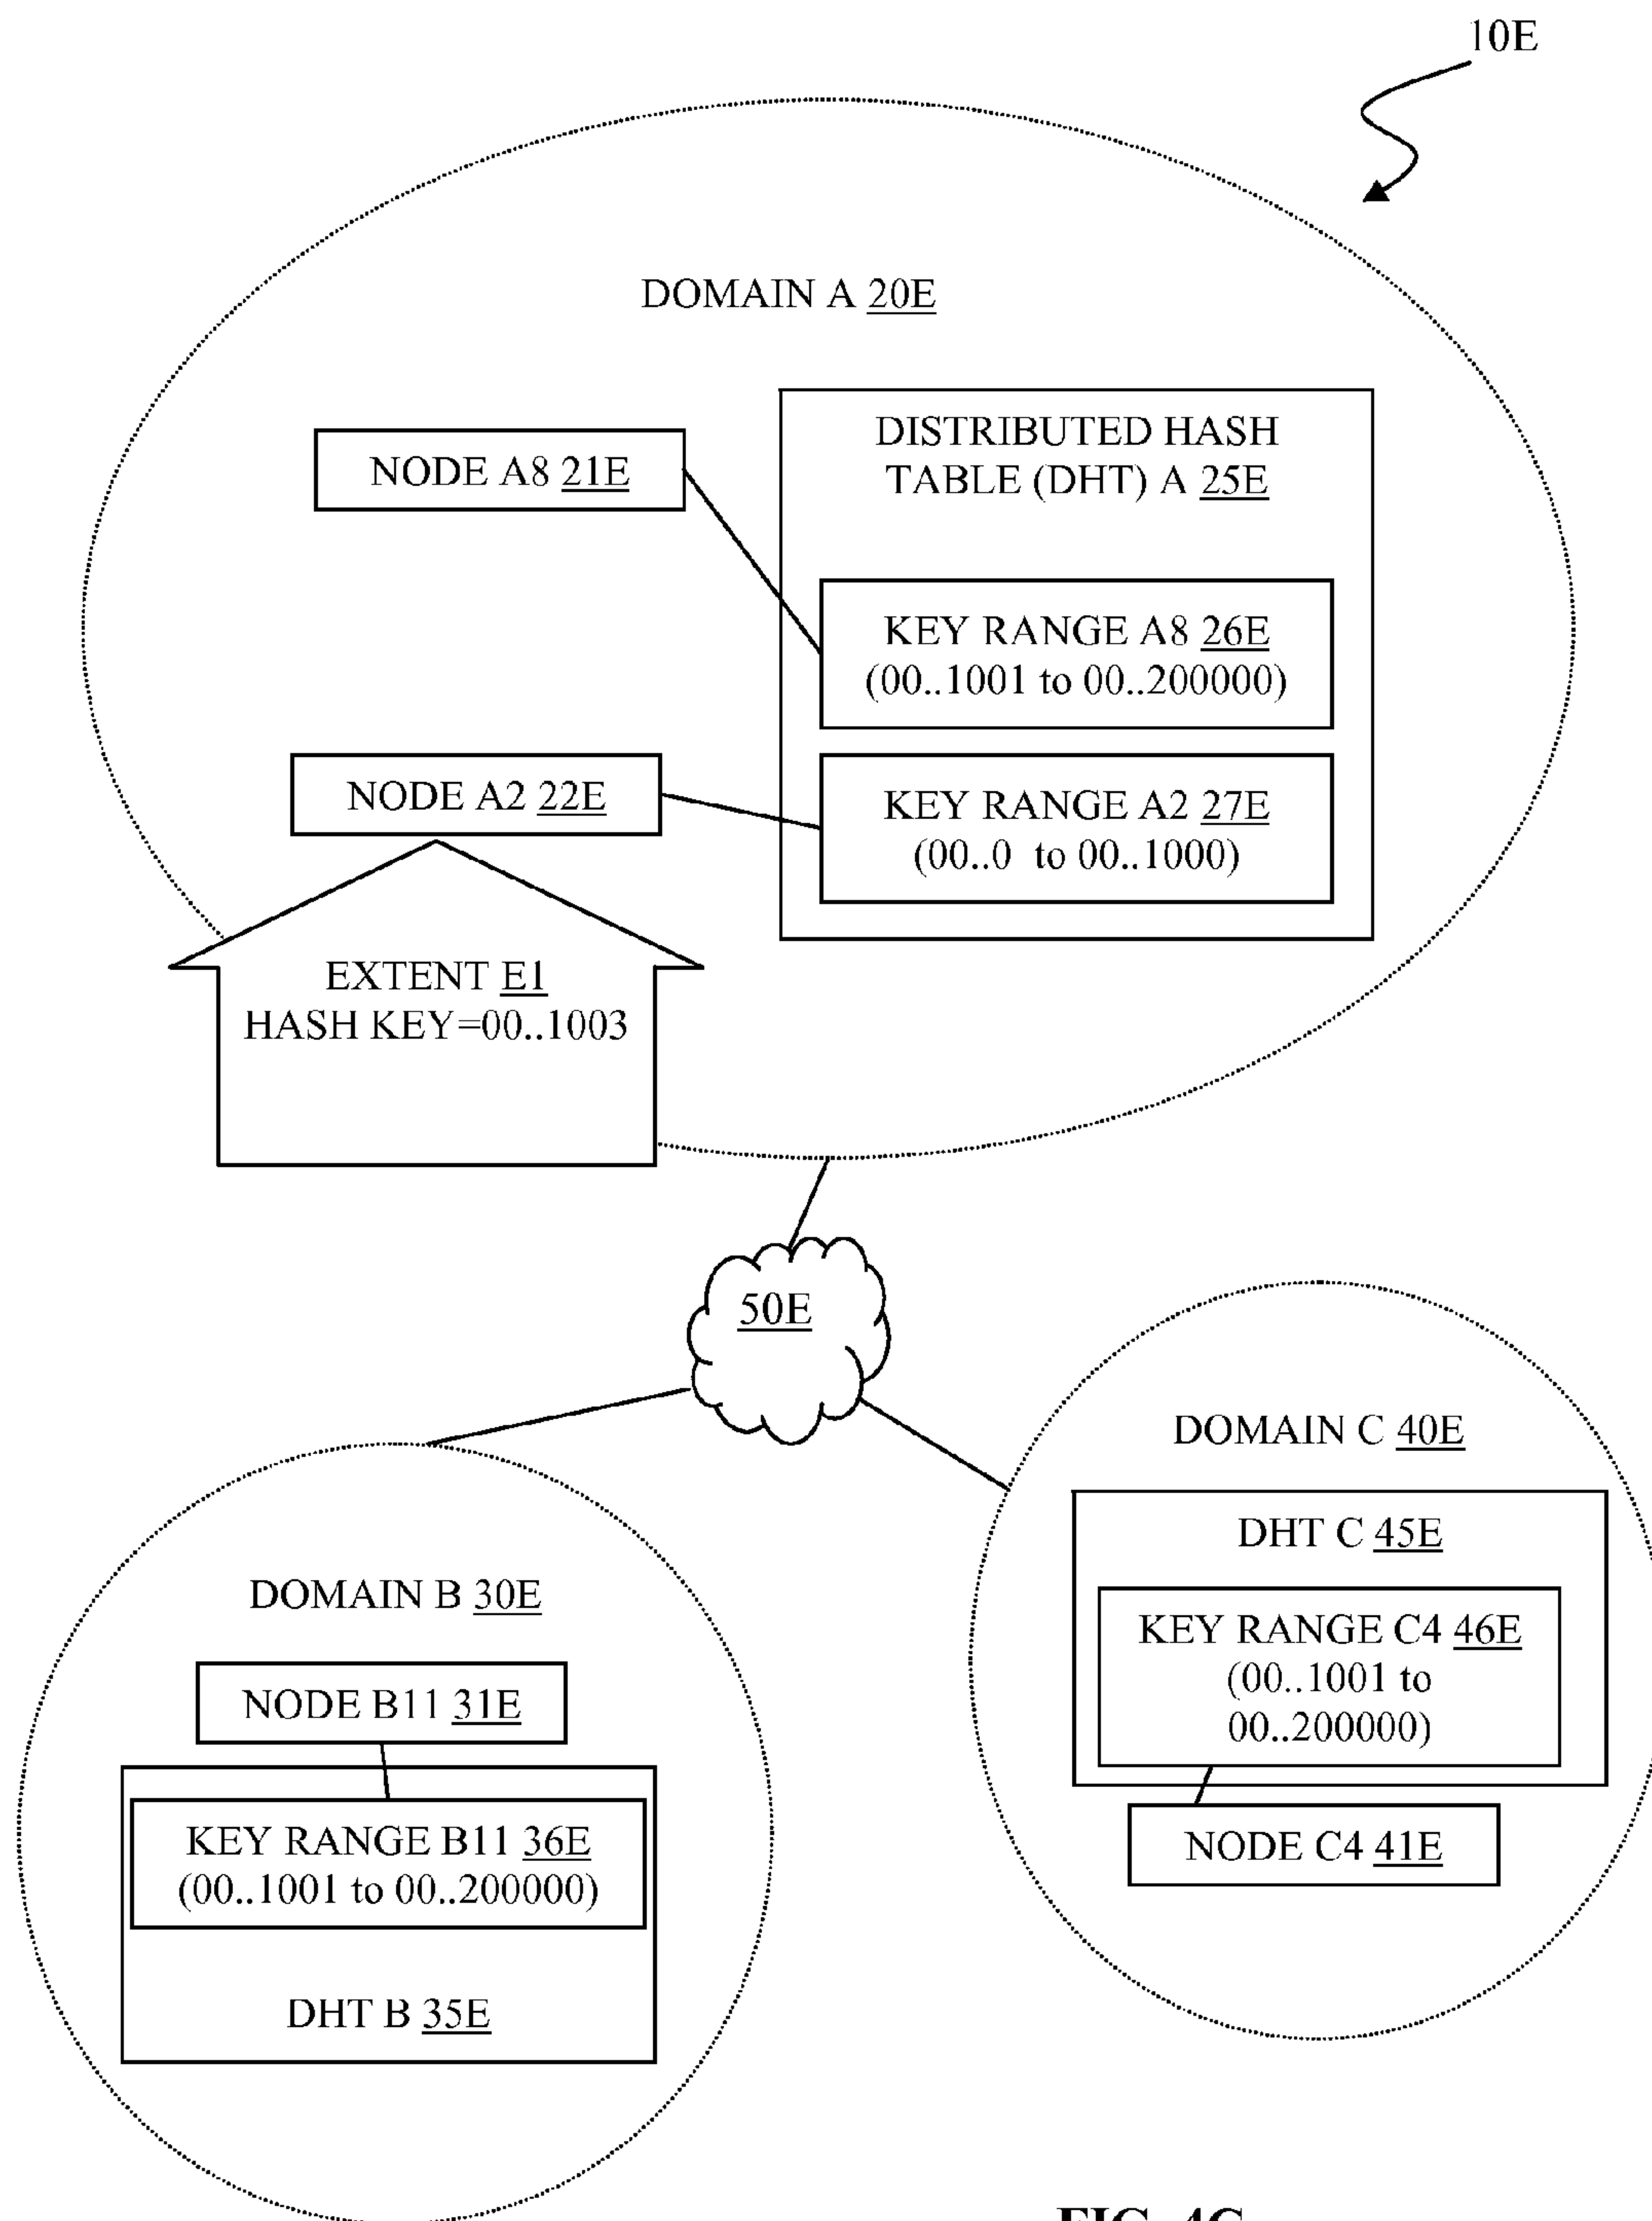 10E
DOMAIN A 20E
DISTRIBUTED HASH
TABLE (DHT) A 25E
NODE A8 21E
KEY RANGE A8 26E
(00..1001 to 00..200000)
NODE A2 22E
KEY RANGE A2 27E
(00..0 to 00..1000)
EXTENT E1
HASH KEY=00..1003
50E
DOMAIN C 40E
DHT C 45E
KEY RANGE C4 46E
(00..1001 to
00..200000)
NODE C4 41E
DOMAIN B 30E
NODE B11 31E
KEY RANGE B11 36E
(00..1001 to 00..200000)
DHT B 35E